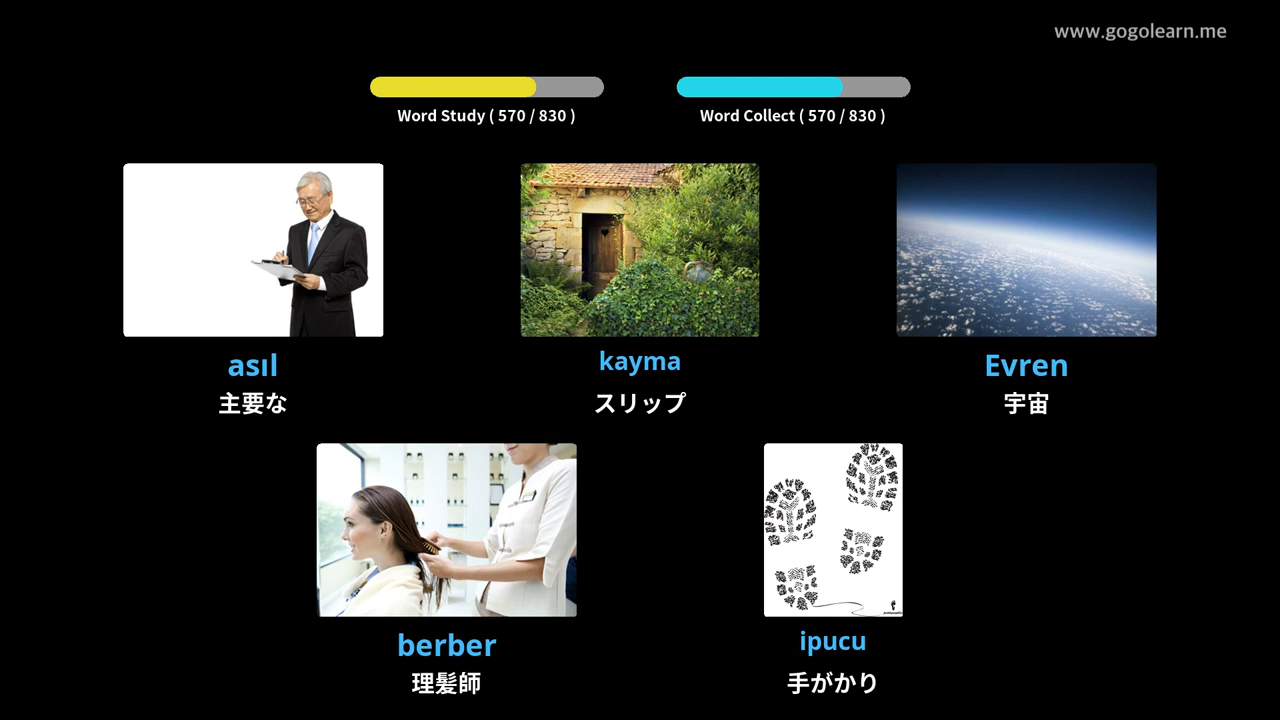 www.gogolearn.me
Word Study ( 570 / 830 )
Word Collect ( 570 / 830 )
asıl
主要な
kayma
スリップ
Evren
宇宙
berber
理髪師
ipucu
手がかり